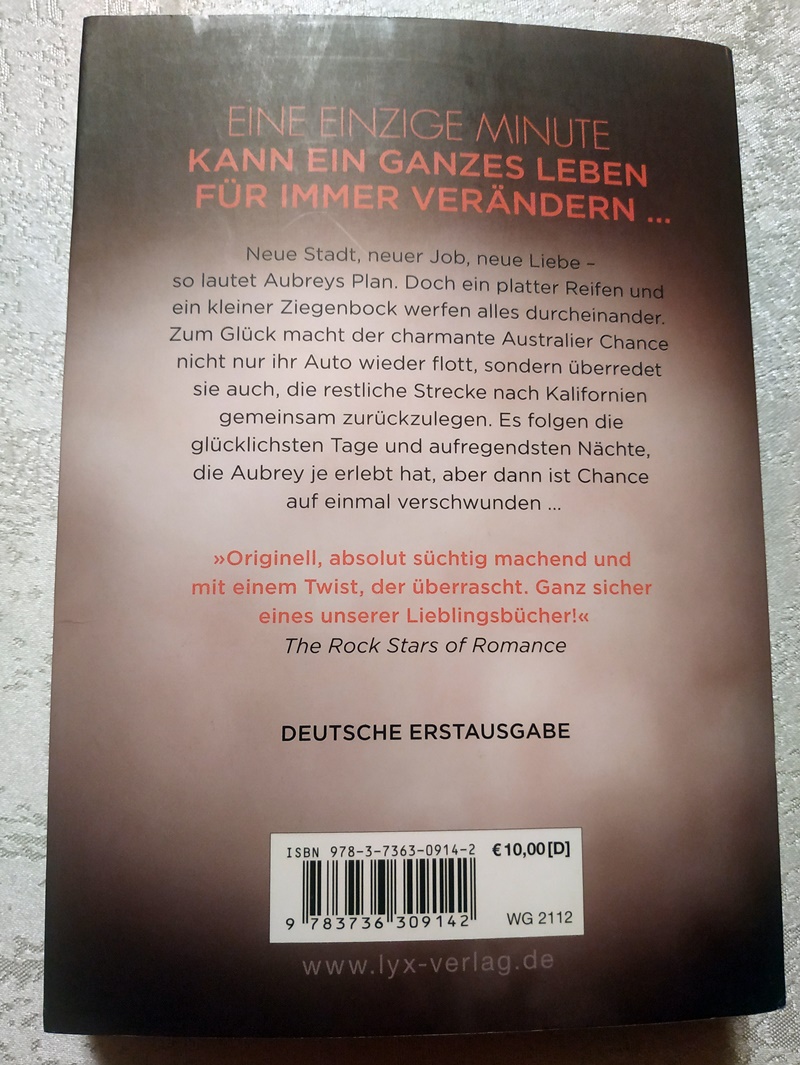 EINE EINZIGE MINUTE
KANN EIN GANZES LEBEN
FÜR IMMER VERÄNDERN ...
Neue Stadt, neuer Job, neue Liebe –
so lautet Aubreys Plan. Doch ein platter Reifen und
ein kleiner Ziegenbock werfen alles durcheinander.
Zum Glück macht der charmante Australier Chance
nicht nur ihr Auto wieder flott, sondern überredet
sie auch, die restliche Strecke nach Kalifornien
gemeinsam zurückzulegen. Es folgen die
glücklichsten Tage und aufregendsten Nächte,
die Aubrey je erlebt hat, aber dann ist Chance
auf einmal verschwunden ...
»Originell, absolut süchtig machend und
mit einem Twist, der überrascht. Ganz sicher
eines unserer Lieblingsbücher!«
The Rock Stars of Romance
DEUTSCHE ERSTAUSGABE
ISBN 978-3-7363-0914-2 € 10,00 [D]
9 783736 309142 WG 2112
www.lyx-verlag.de